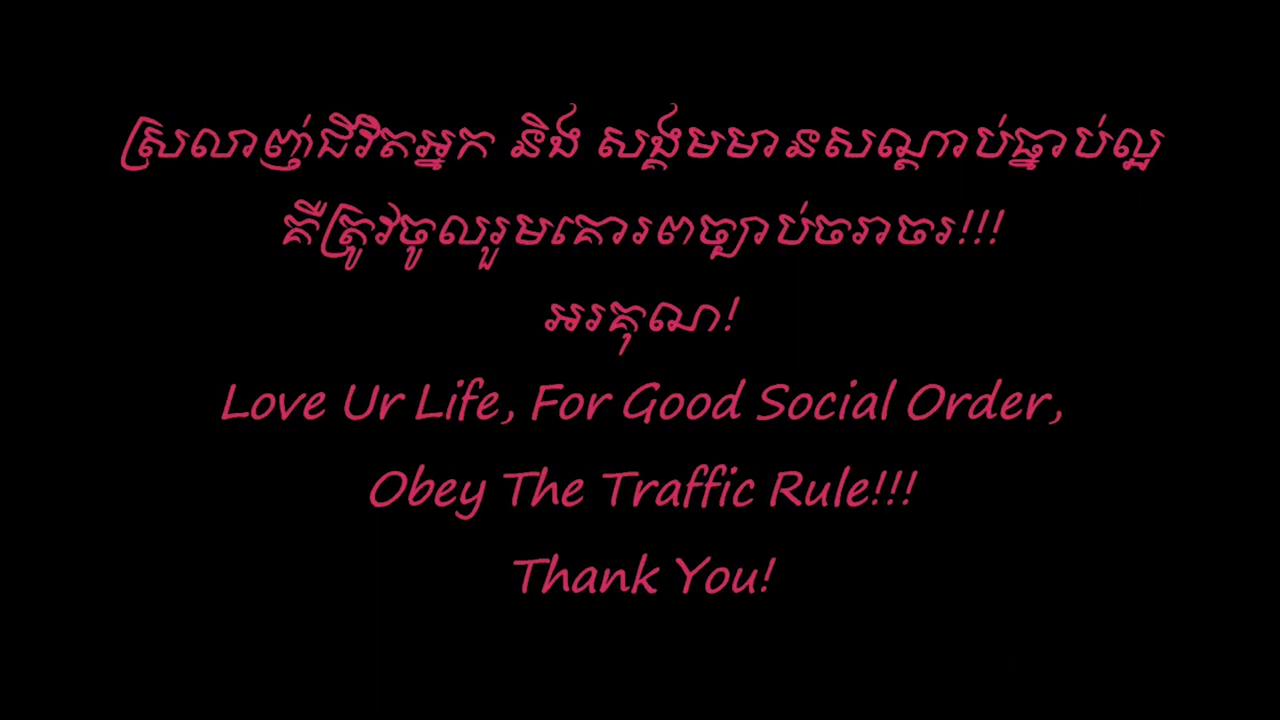 ស្រលាញ់ជីវិតអ្នក និង សង្គមមានសណ្ដាប់ធ្នាប់ល្អ
គឺត្រូវចូលរួមគោរពច្បាប់ចរាចរ!!!
អរគុណ!
Love Ur Life, For Good Social Order,
Obey The Traffic Rule!!!
Thank You!